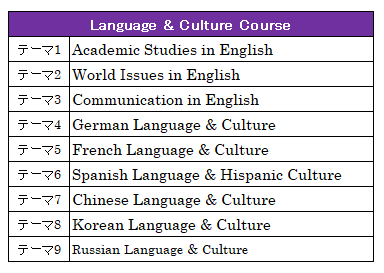 Language & Culture Course
テーマ1 Academic Studies in English
テーマ2 World Issues in English
テーマ3 Communication in English
テーマ4 German Language & Culture
テーマ5 French Language & Culture
テーマ6 Spanish Language & Hispanic Culture
テーマ7 Chinese Language & Culture
テーマ8 Korean Language & Culture
テーマ9 Russian Language & Culture